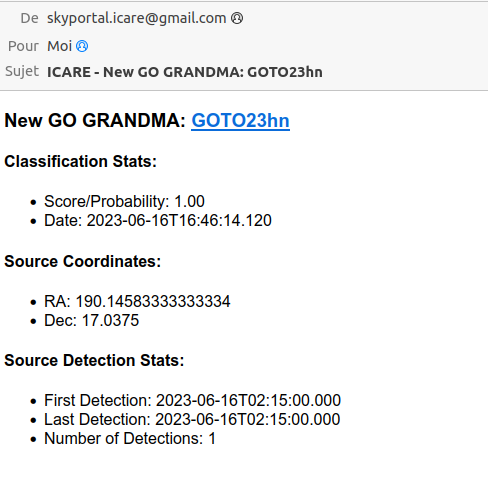 De skyportal.icare@gmail.com
Pour Moi
Sujet ICARE - New GO GRANDMA: GOTO23hn
New GO GRANDMA: GOTO23hn
Classification Stats:
• Score/Probability: 1.00
• Date: 2023-06-16T16:46:14.120
Source Coordinates:
• RA: 190.14583333333334
• Dec: 17.0375
Source Detection Stats:
• First Detection: 2023-06-16T02:15:00.000
• Last Detection: 2023-06-16T02:15:00.000
• Number of Detections: 1